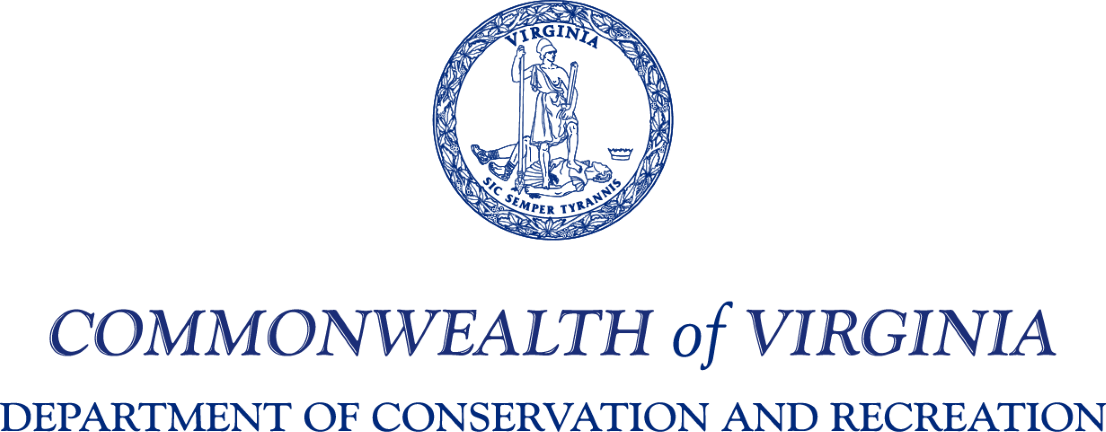 VIRGINIA
SIC SEMPER TYRANNIS
COMMONWEALTH of VIRGINIA
DEPARTMENT OF CONSERVATION AND RECREATION